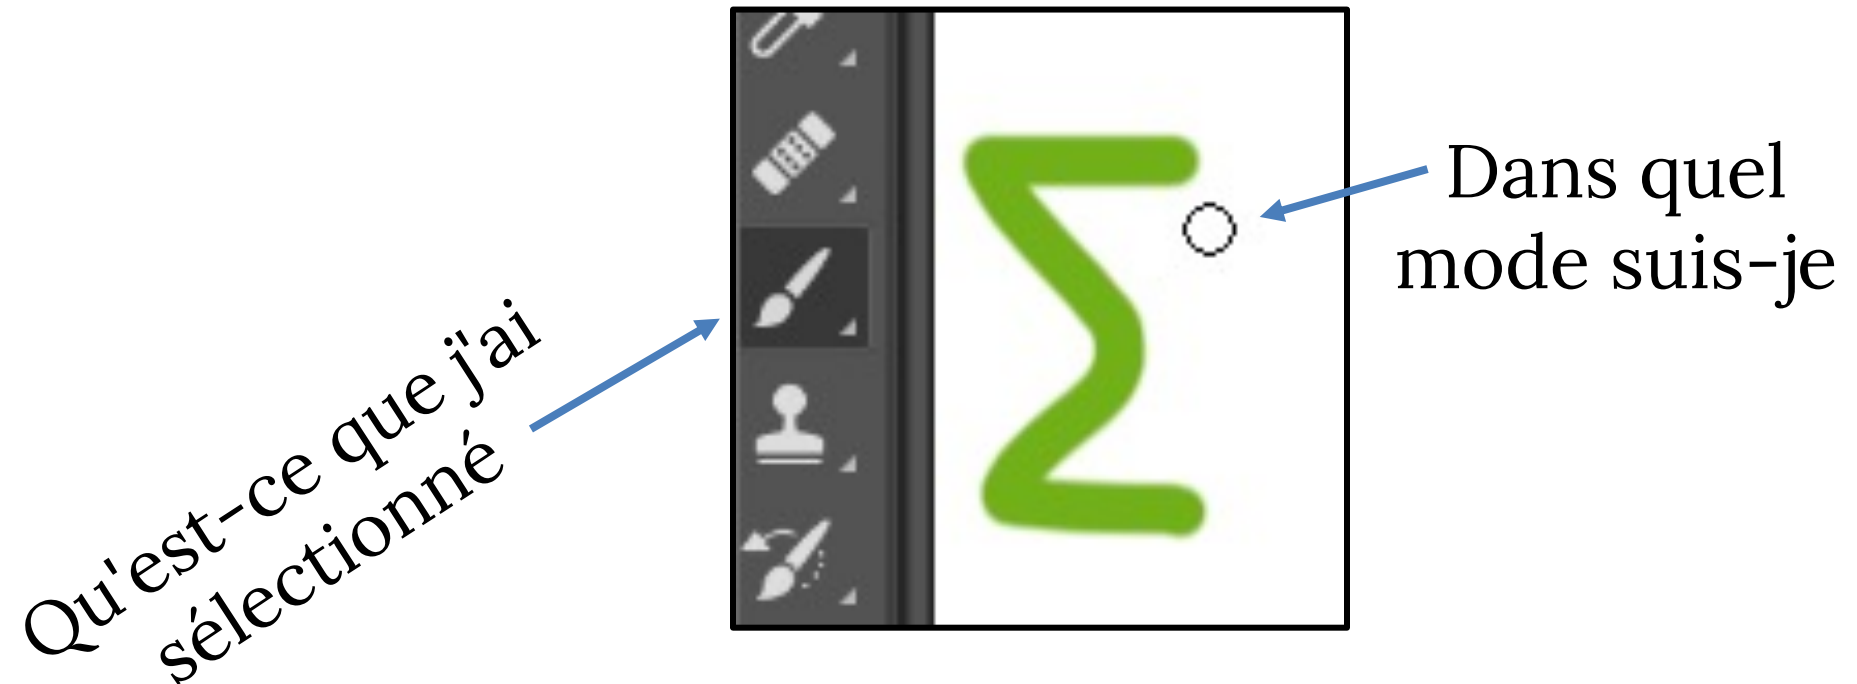 Qu'est-ce que j'ai
sélectionné
Σ
Dans quel
mode suis-je